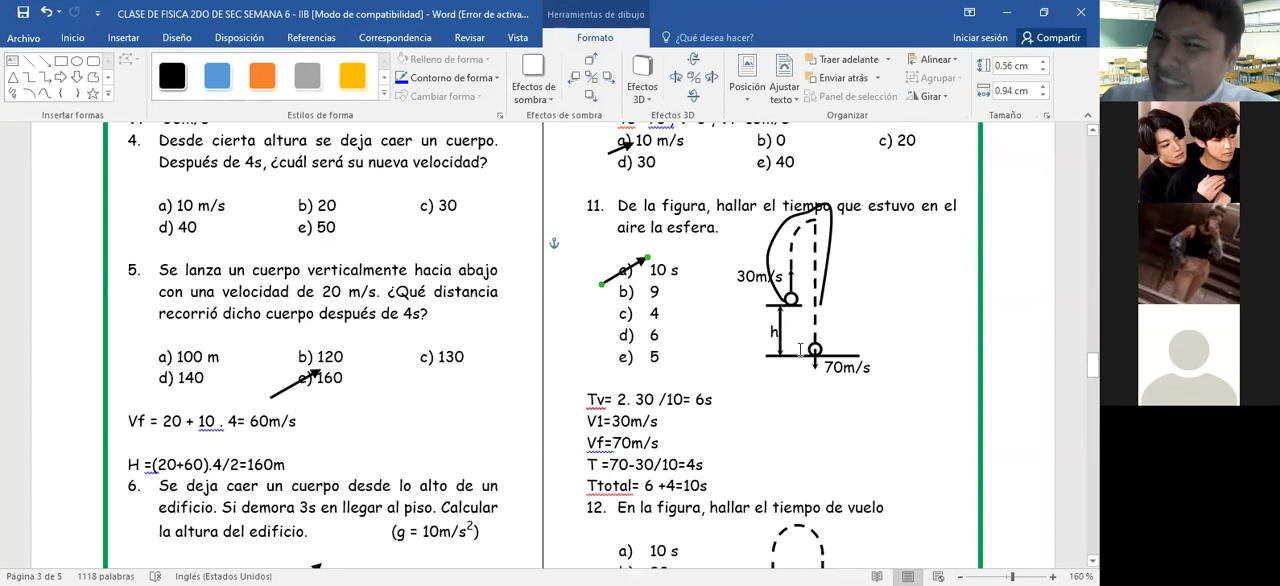 CLASE DE FISICA 2DO DE SEC SEMANA 6 - IIB [Modo de compatibilidad] - Word (Error de activa...
Herramientas de dibujo
Archivo Inicio Insertar Diseño Disposición Referencias Correspondencia Revisar Vista Formato ¿Qué desea hacer? Iniciar sesión Compartir
Relleno de forma
Contorno de forma
Cambiar forma
Efectos de sombra
Efectos 3D
Posición
Ajustar texto
Traer adelante
Enviar atrás
Panel de selección
Alinear
Agrupar
Girar
0.56 cm
0.94 cm
Insertar formas Estilos de forma Efectos de sombra Efectos 3D Organizar Tamaño
4. Desde cierta altura se deja caer un cuerpo.
Después de 4s, ¿cuál será su nueva velocidad?
a) 10 m/s b) 20 c) 30
d) 40 e) 50
5. Se lanza un cuerpo verticalmente hacia abajo
con una velocidad de 20 m/s. ¿Qué distancia
recorrió dicho cuerpo después de 4s?
a) 100 m b) 120 c) 130
d) 140 e) 160
Vf = 20 + 10 . 4= 60m/s
H =(20+60).4/2=160m
6. Se deja caer un cuerpo desde lo alto de un
edificio. Si demora 3s en llegar al piso. Calcular
la altura del edificio. (g = 10m/s²)
a) 10 m/s b) 0 c) 20
d) 30 e) 40
11. De la figura, hallar el tiempo que estuvo en el
aire la esfera.
a) 10 s
b) 9
c) 4
d) 6
e) 5
30m/s
h
70m/s
Tv= 2. 30 /10= 6s
V1=30m/s
Vf=70m/s
T =70-30/10=4s
Ttotal= 6 +4=10s
12. En la figura, hallar el tiempo de vuelo
a) 10 s
Página 3 de 5 1118 palabras Inglés (Estados Unidos) 160 %